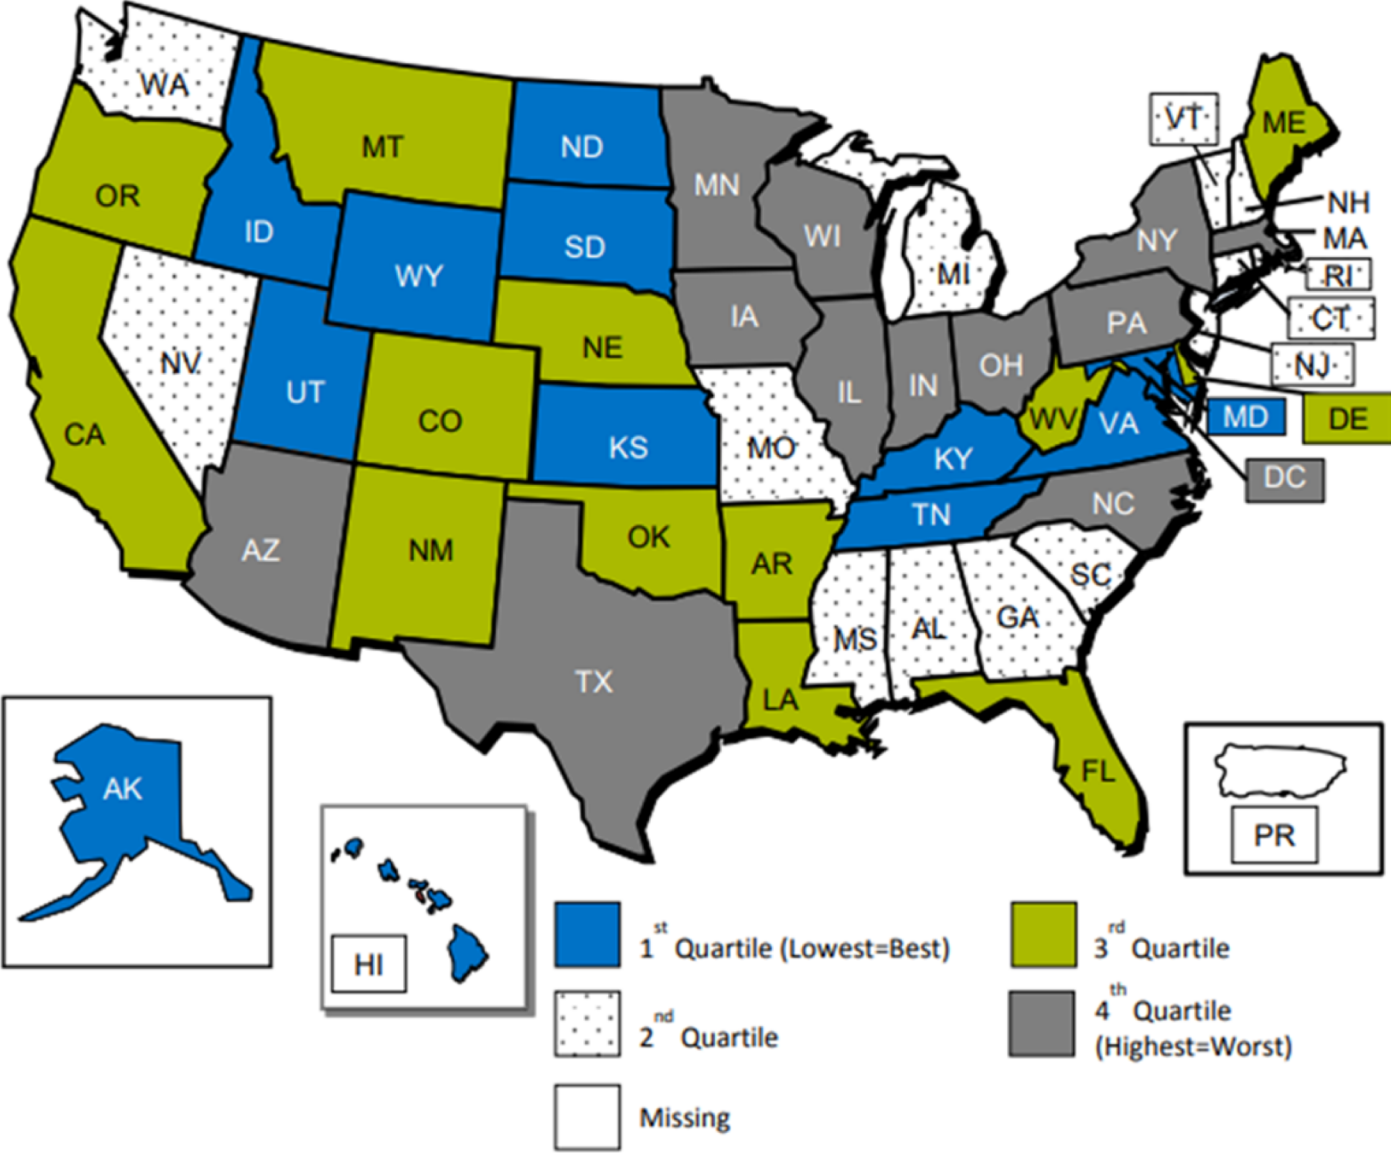 WA
VT
ME
MT
ND
MN
OR
ID
WI
NH
NY
MA
SD
WY
MI
RI
IA
CT
PA
NE
NV
OH
NJ
UT
IN
IL
CO
WV
MD
DE
VA
CA
KS
MO
KY
DC
NC
TN
OK
AZ
NM
AR
SC
GA
AL
MS
TX
LA
FL
AK
PR
HI
1st Quartile (Lowest=Best)
3rd Quartile
2nd Quartile
4th Quartile
(Highest=Worst)
Missing